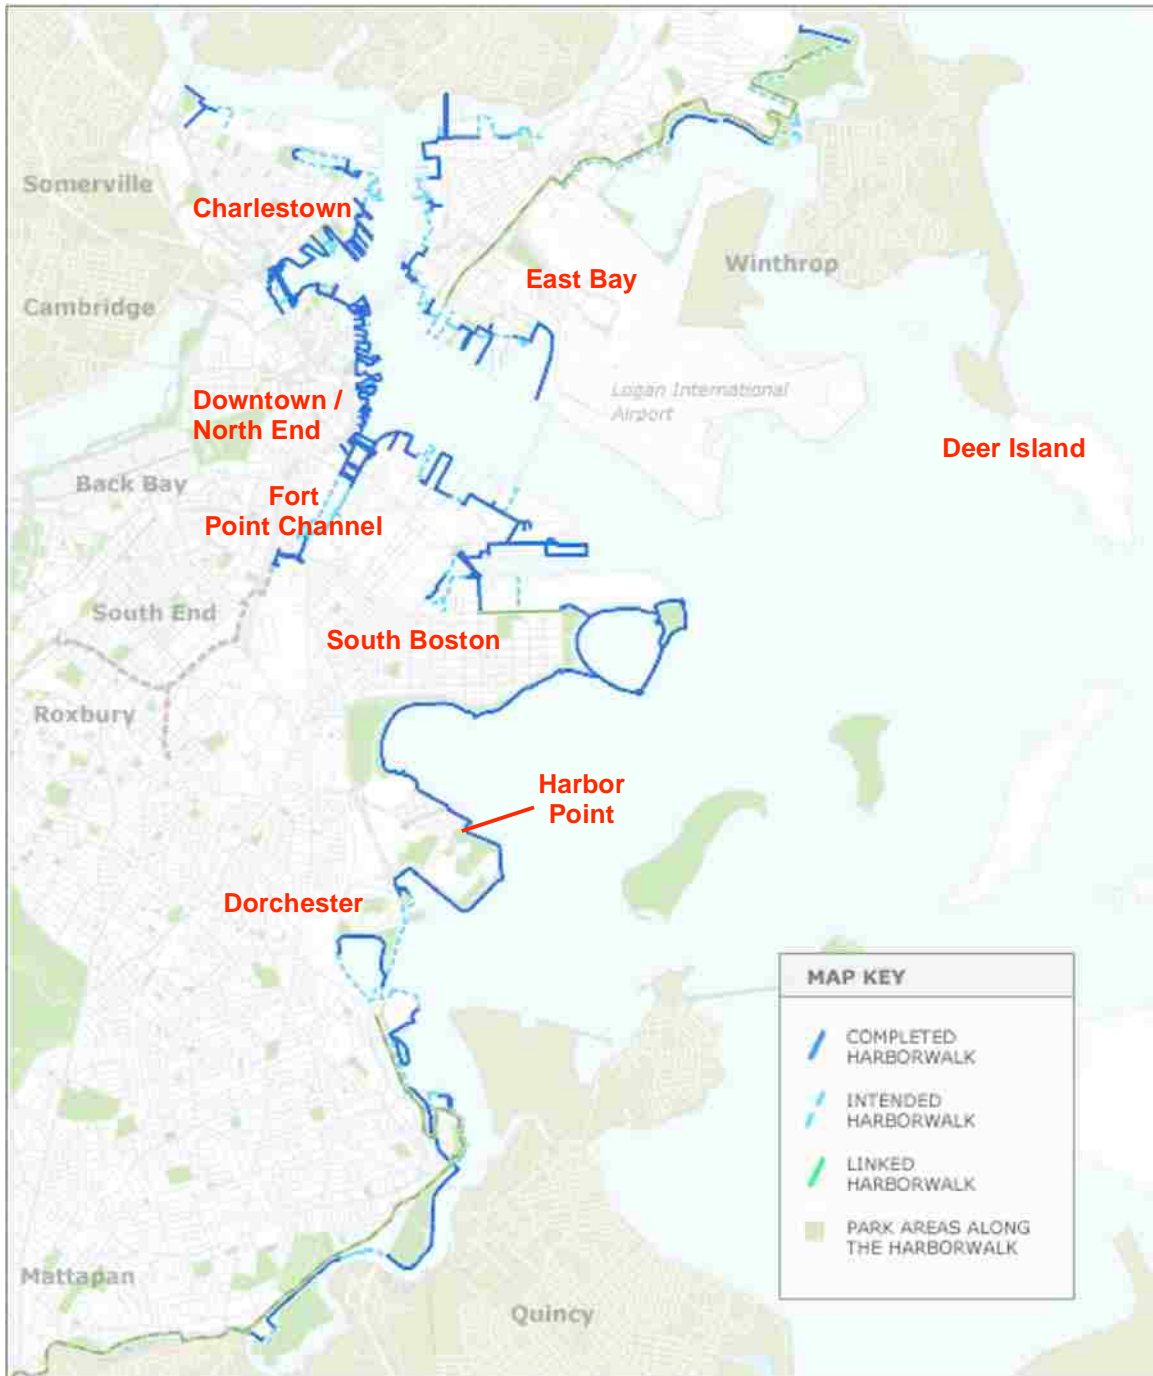 Somerville
Charlestown
Winthrop
East Bay
Cambridge
Logan International
Airport
Downtown /
North End
Deer Island
Back Bay
Fort
Point Channel
South End
South Boston
Roxbury
Harbor
Point
Dorchester
MAP KEY
COMPLETED
HARBORWALK
INTENDED
HARBORWALK
LINKED
HARBORWALK
PARK AREAS ALONG
THE HARBORWALK
Mattapan
Quincy